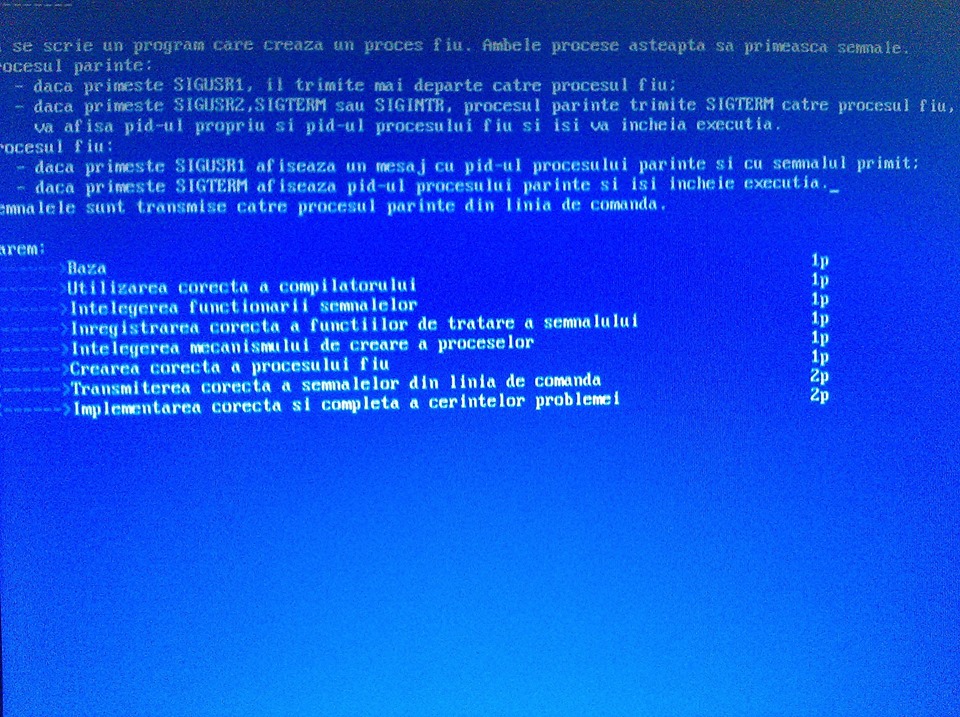 se scrie un program care creaza un proces fiu. Ambele procese asteapta sa primeasca semnale.
ocesul parinte:
- daca primeste SIGUSR1, il trimite mai departe catre procesul fiu;
- daca primeste SIGUSR2,SIGTERM sau SIGINTR, procesul parinte trimite SIGTERM catre procesul fiu,
va afisa pid-ul propriu si pid-ul procesului fiu si isi va incheia executia.
ocesul fiu:
- daca primeste SIGUSR1 afiseaza un mesaj cu pid-ul procesului parinte si cu semnalul primit;
- daca primeste SIGTERM afiseaza pid-ul procesului parinte si isi incheie executia._
emnalele sunt transmise catre procesul parinte din linia de comanda.
arem:
------>Baza 1p
------>Utilizarea corecta a compilatorului 1p
------>Intelegerea functionarii semnalelor 1p
------>Inregistrarea corecta a functiilor de tratare a semnalului 1p
------>Intelegerea mecanismului de creare a proceselor 1p
------>Crearea corecta a procesului fiu 1p
------>Transmiterea corecta a semnalelor din linia de comanda 2p
------>Implementarea corecta si completa a cerintelor problemei 2p